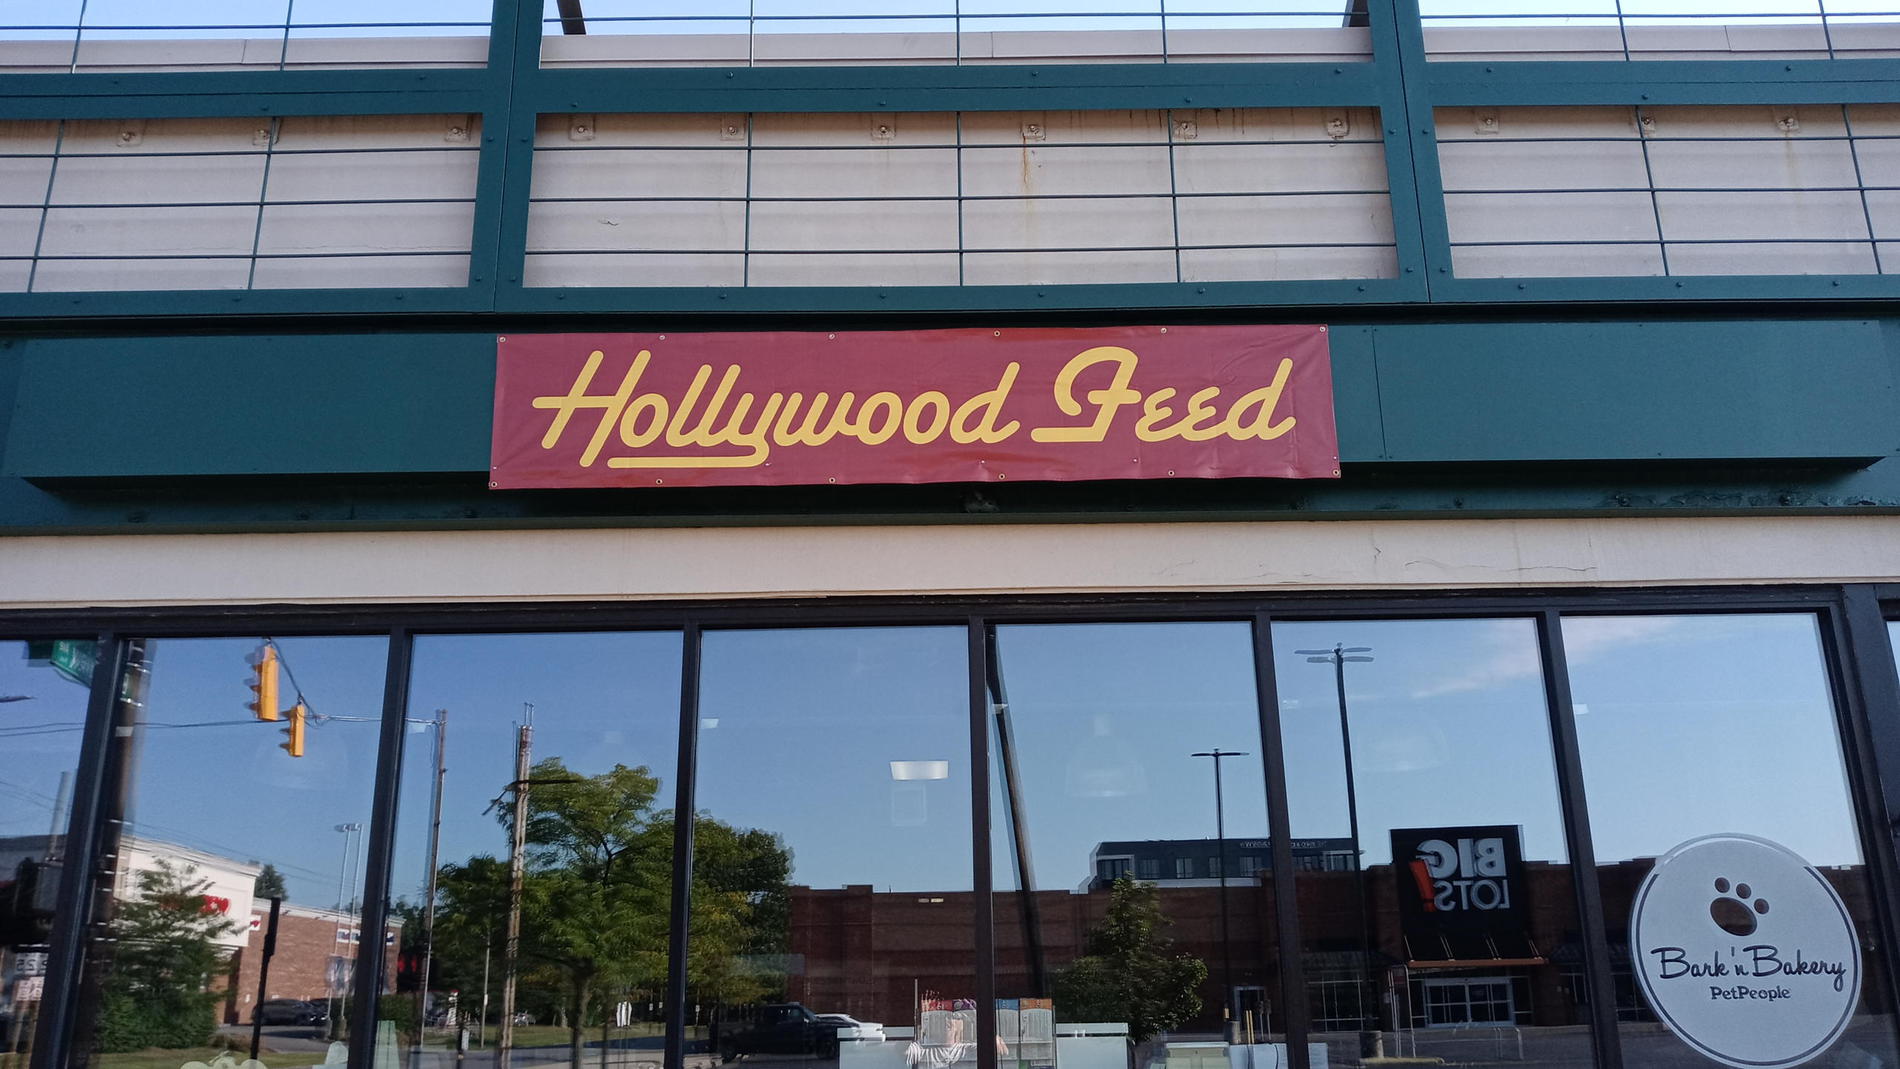 Hollywood Feed
BIG
LOTS!
Bark 'n Bakery
PetPeople